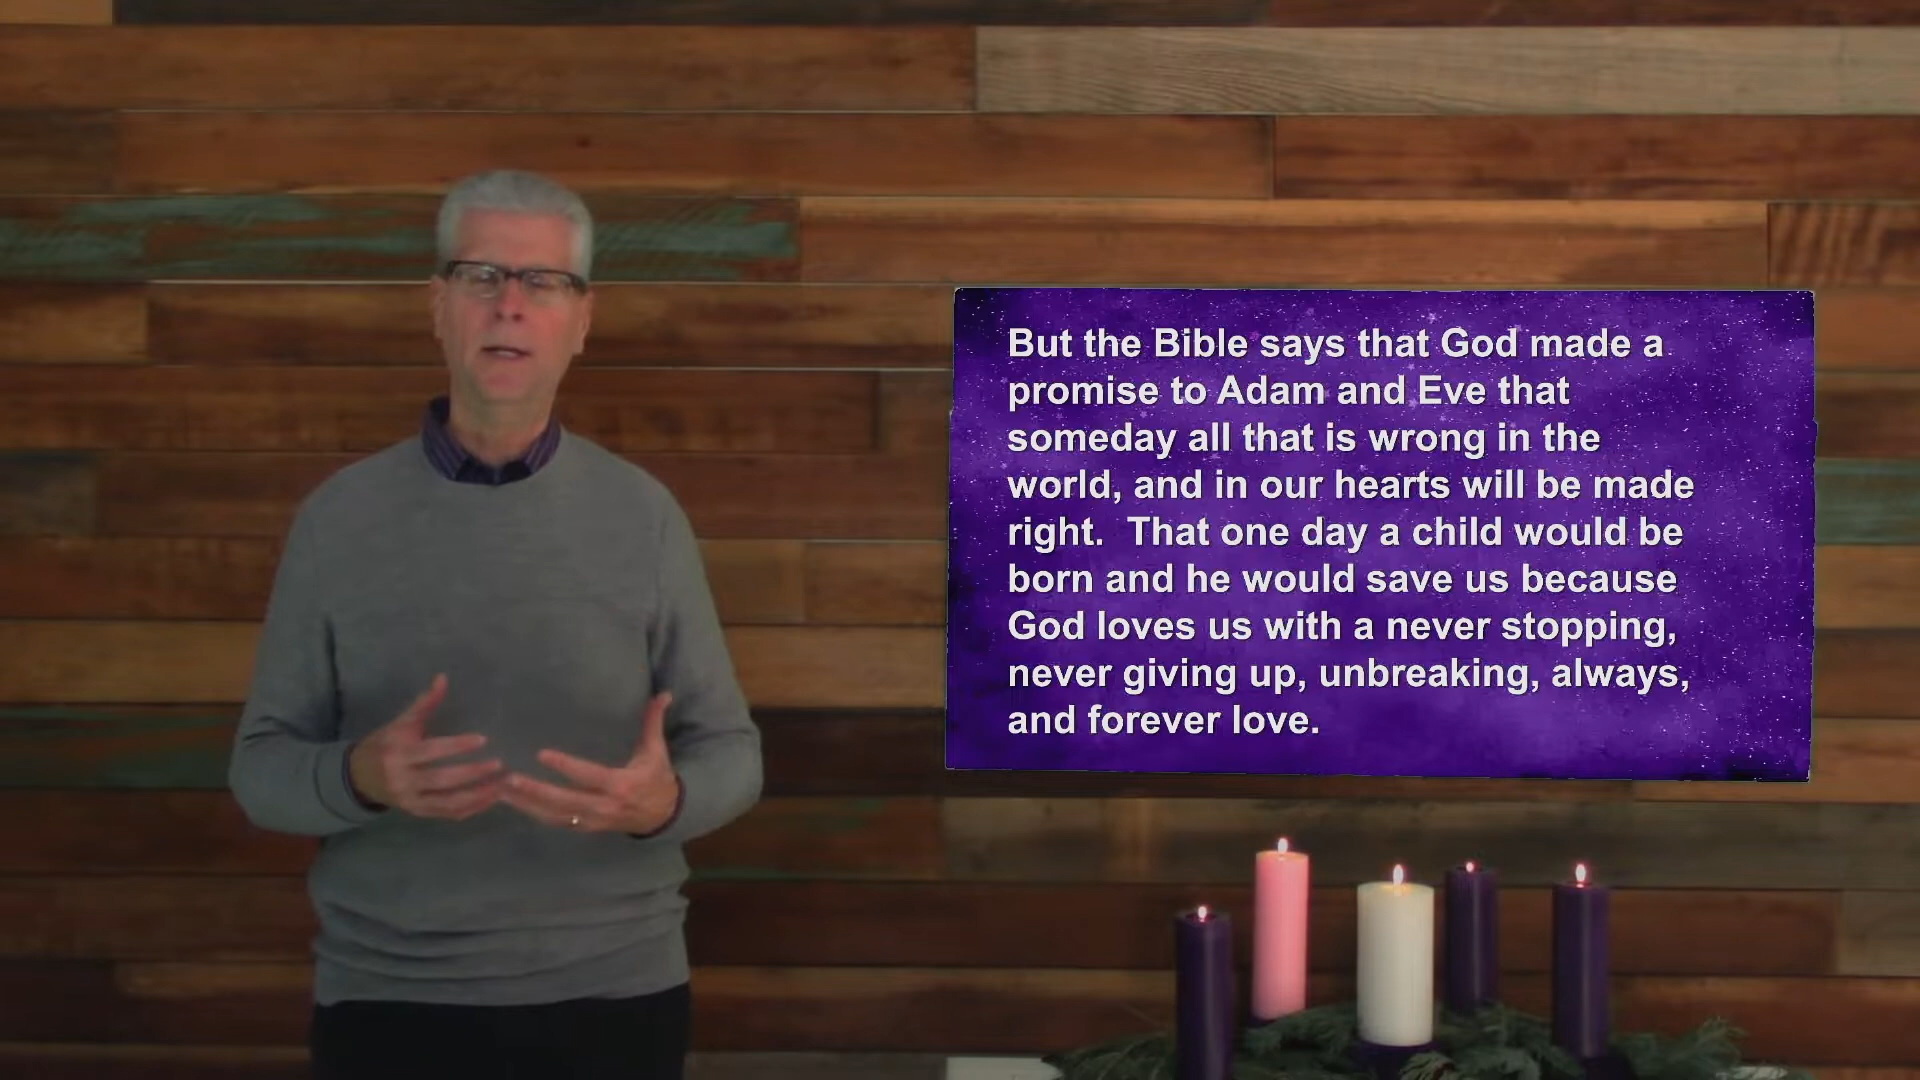 But the Bible says that God made a
promise to Adam and Eve that
someday all that is wrong in the
world, and in our hearts will be made
right.  That one day a child would be
born and he would save us because
God loves us with a never stopping,
never giving up, unbreaking, always,
and forever love.